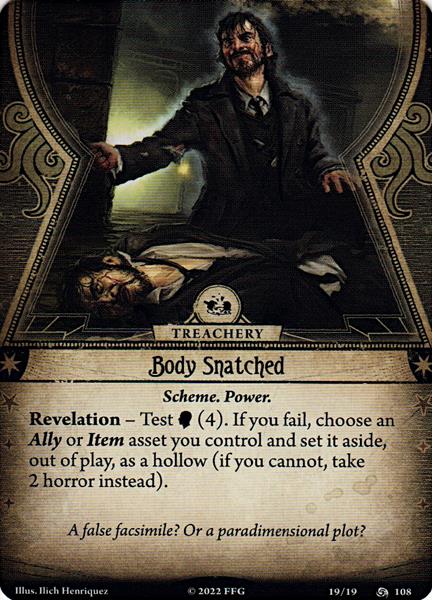 TREACHERY
Body Snatched
Scheme. Power.
Revelation – Test (4). If you fail, choose an
Ally or Item asset you control and set it aside,
out of play, as a hollow (if you cannot, take
2 horror instead).
A false facsimile? Or a paradimensional plot?
Illus. Ilich Henriquez © 2022 FFG 19/19 108